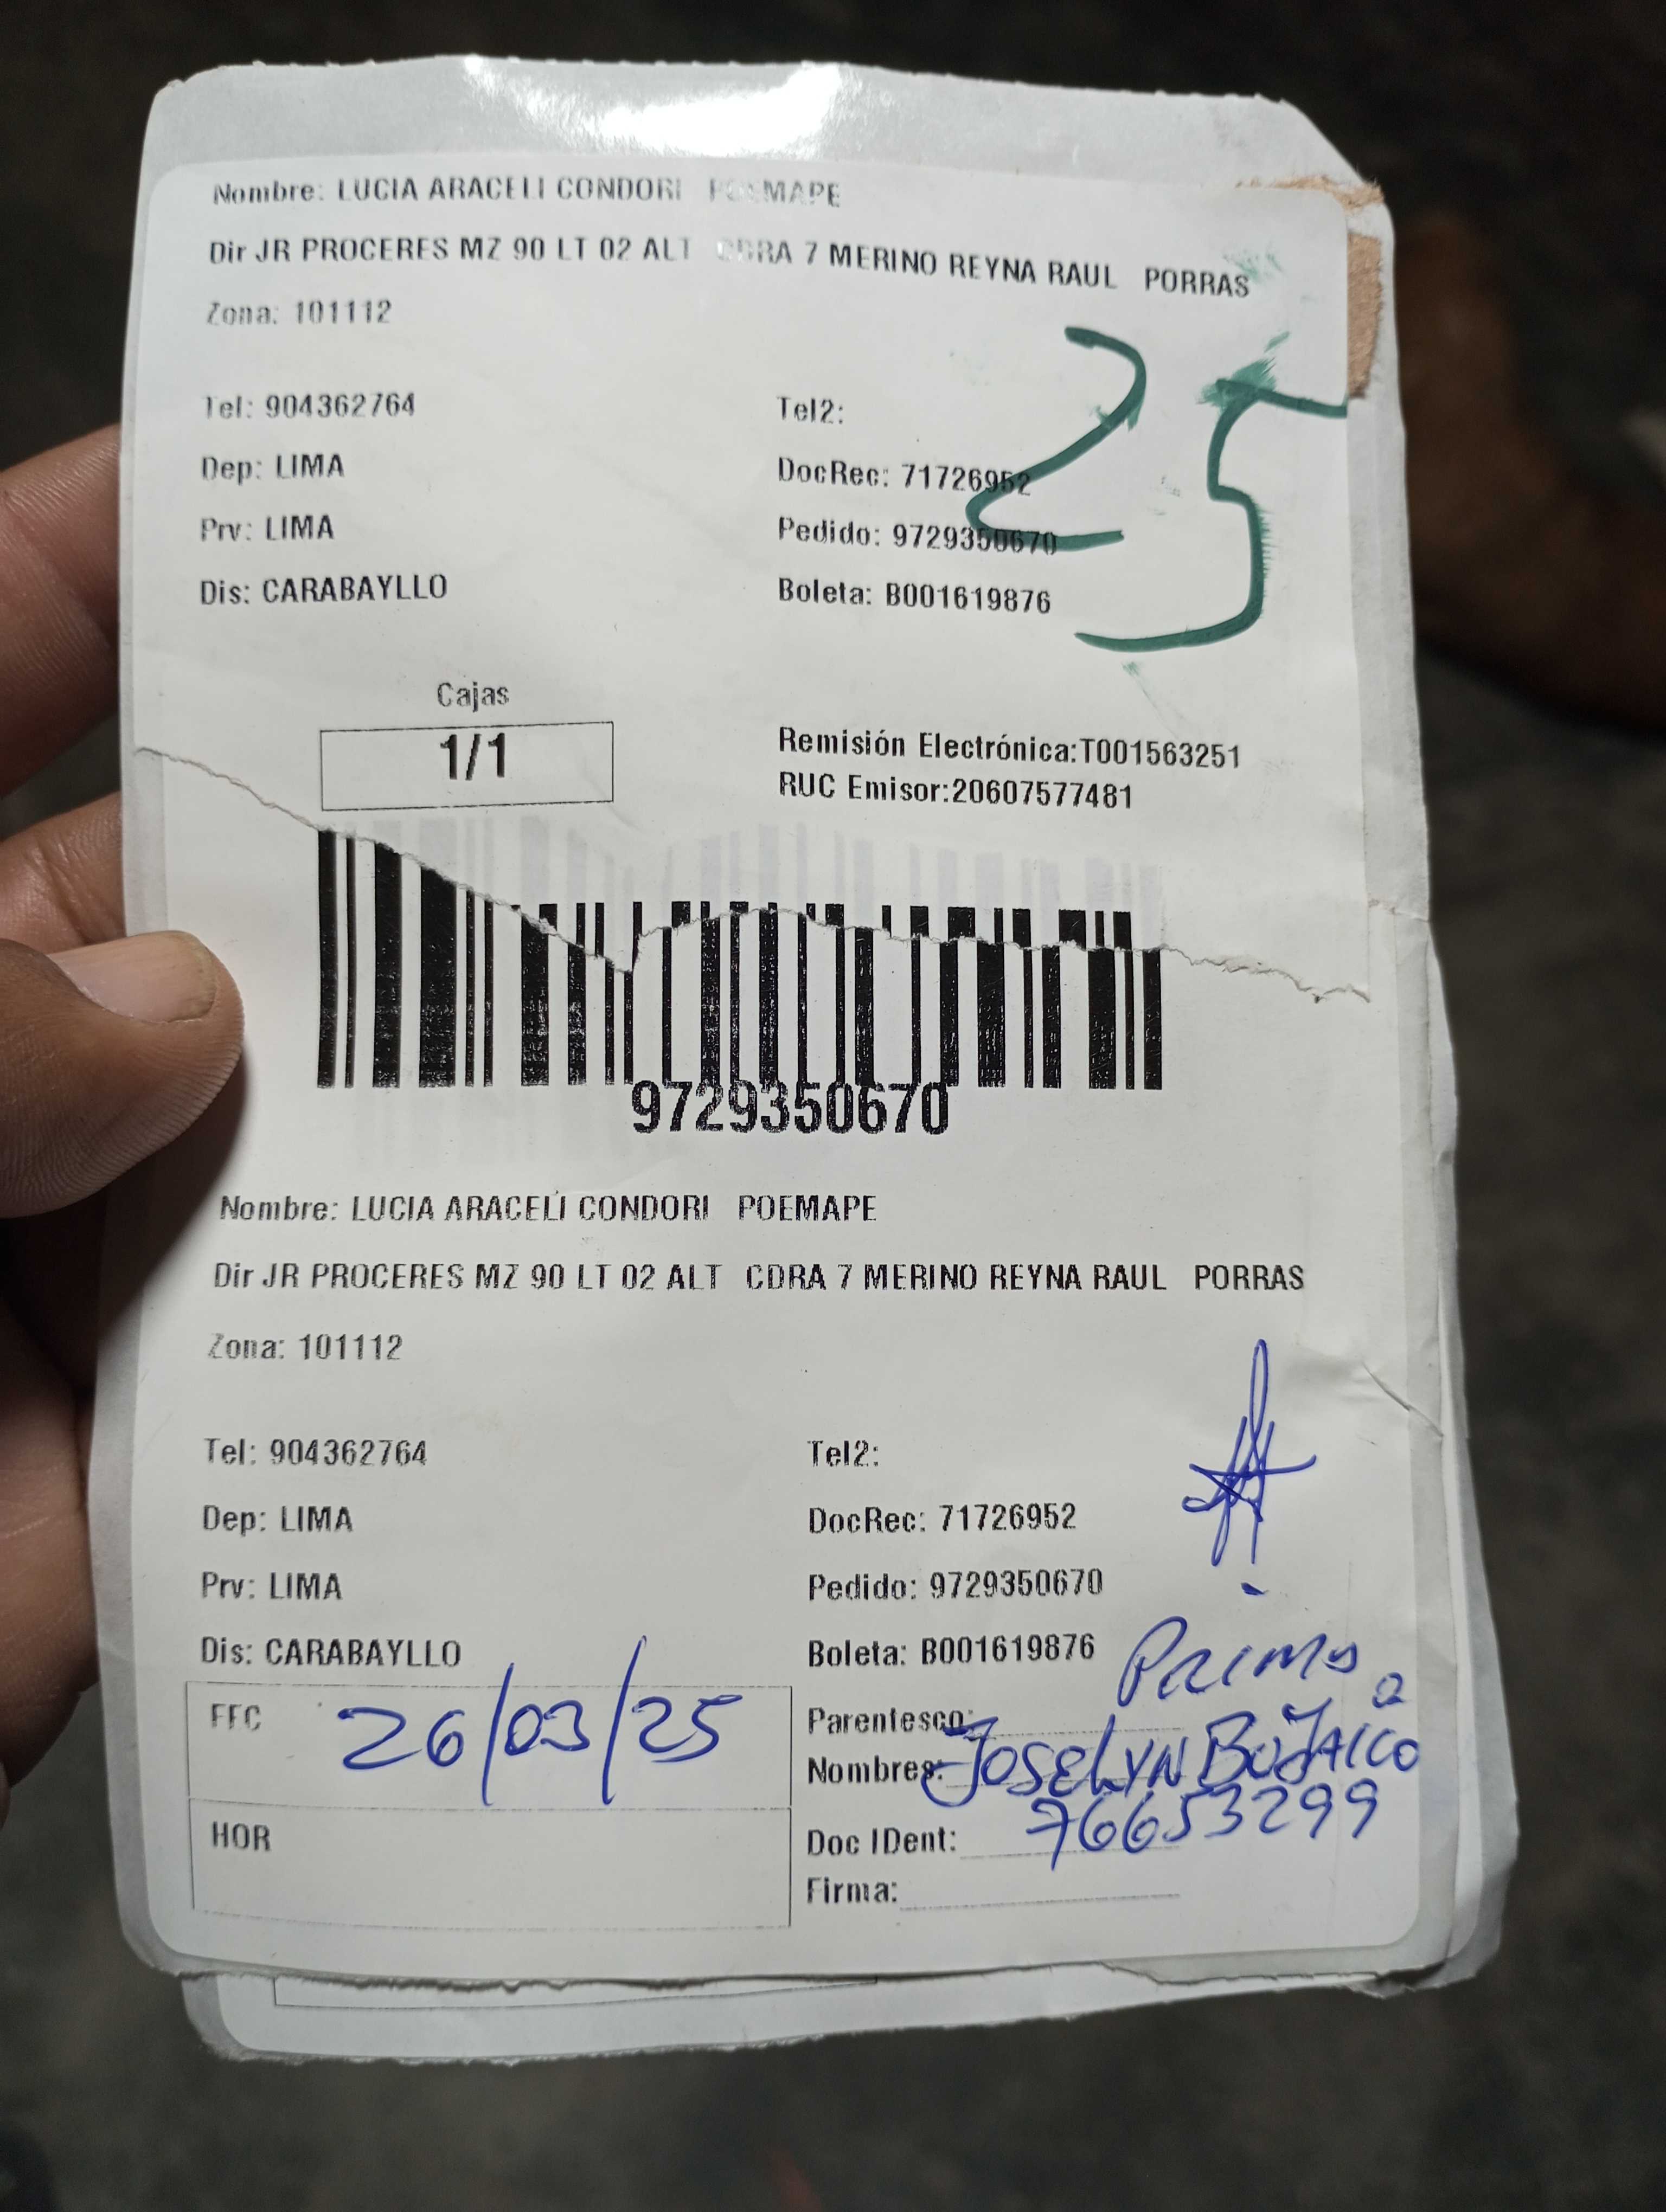 Nombre: LUCIA ARACELI CONDORI POEMAPE
Dir JR PROCERES MZ 90 LT 02 ALT CDRA 7 MERINO REYNA RAUL PORRAS
Zona: 101112
25
Tel: 904362764 Tel2:
Dep: LIMA DocRec: 71726952
Prv: LIMA Pedido: 9729350670
Dis: CARABAYLLO Boleta: B001619876
Cajas
1/1
Remisión Electrónica:T001563251
RUC Emisor:20607577481
9729350670
Nombre: LUCIA ARACELI CONDORI POEMAPE
Dir JR PROCERES MZ 90 LT 02 ALT CDRA 7 MERINO REYNA RAUL PORRAS
Zona: 101112
Tel: 904362764 Tel2:
Dep: LIMA DocRec: 71726952
Prv: LIMA Pedido: 9729350670
Dis: CARABAYLLO Boleta: B001619876
FFC 26/03/25
HOR
Parentesco: Prima
Nombres: JOSELYN
Doc IDent: 76653299
Firma: